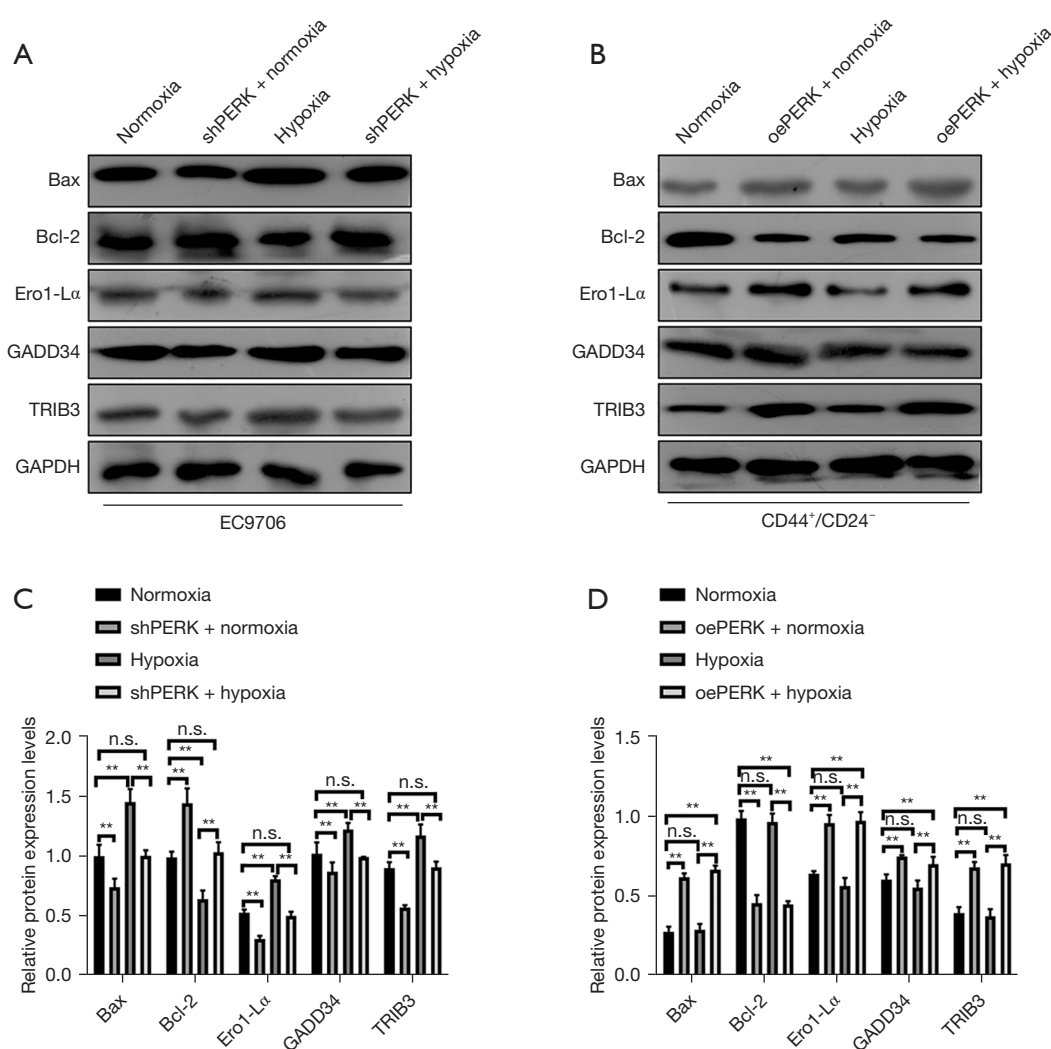 A
Normoxia
shPERK + normoxia
Hypoxia
shPERK + hypoxia
Bax
Bcl-2
Ero1-Lα
GADD34
TRIB3
GAPDH
EC9706
B
Normoxia
oePERK + normoxia
Hypoxia
oePERK + hypoxia
Bax
Bcl-2
Ero1-Lα
GADD34
TRIB3
GAPDH
CD44⁺/CD24⁻
C
Normoxia
shPERK + normoxia
Hypoxia
shPERK + hypoxia
Relative protein expression levels
2.0
1.5
1.0
0.5
0.0
n.s.
**
**
**
n.s.
**
**
**
n.s.
**
**
**
n.s.
**
**
**
n.s.
**
**
**
Bax
Bcl-2
Ero1-Lα
GADD34
TRIB3
D
Normoxia
oePERK + normoxia
Hypoxia
oePERK + hypoxia
Relative protein expression levels
1.5
1.0
0.5
0.0
**
n.s.
**
**
**
n.s.
**
**
**
n.s.
**
**
**
n.s.
**
**
**
n.s.
**
**
Bax
Bcl-2
Ero1-Lα
GADD34
TRIB3